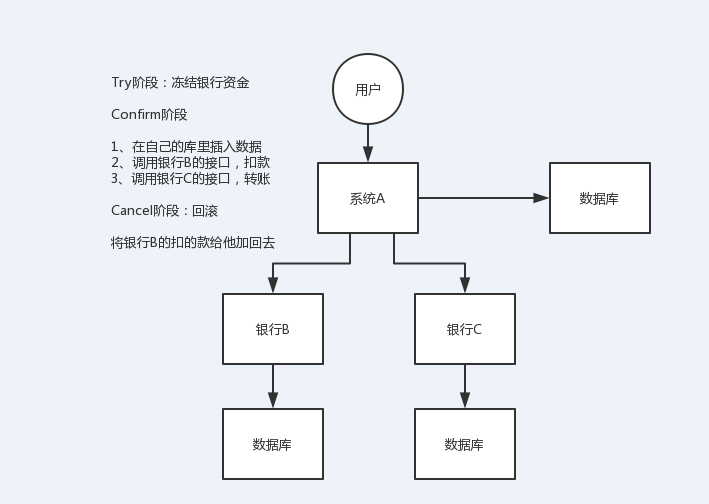 Try阶段：冻结银行资金
用户
Confirm阶段
1、在自己的库里插入数据
2、调用银行B的接口，扣款
3、调用银行C的接口，转账
系统A
数据库
Cancel阶段：回滚
将银行B的扣的款给他加回去
银行B
银行C
数据库
数据库